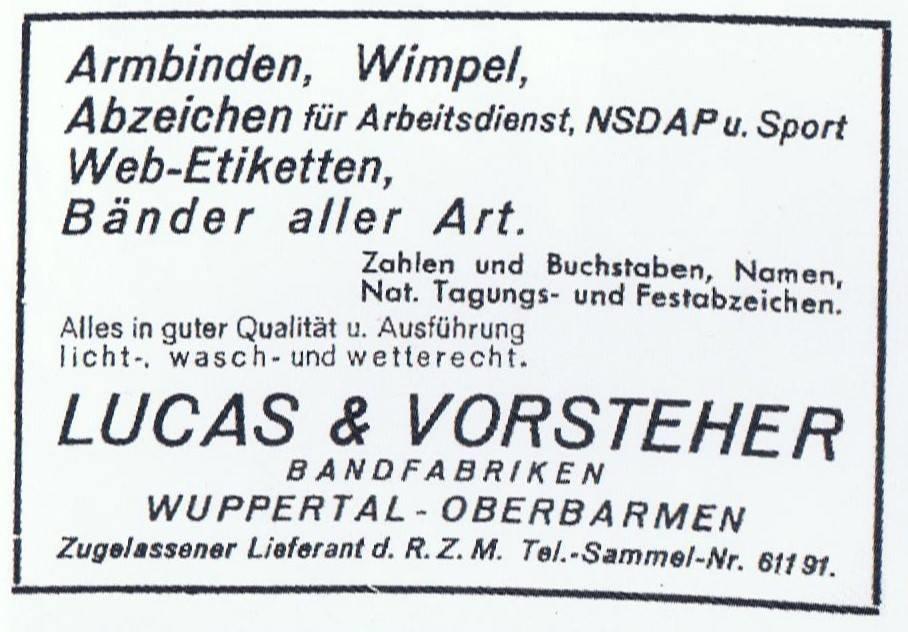 Armbinden, Wimpel,
Abzeichen für Arbeitsdienst, NSDAP u. Sport
Web-Etiketten,
Bänder aller Art.
Zahlen und Buchstaben, Namen,
Nat. Tagungs- und Festabzeichen.
Alles in guter Qualität u. Ausführung
licht-, wasch- und wetterecht.
LUCAS & VORSTEHER
BANDFABRIKEN
WUPPERTAL - OBERBARMEN
Zugelassener Lieferant d. R. Z. M. Tel.-Sammel-Nr. 611 91.